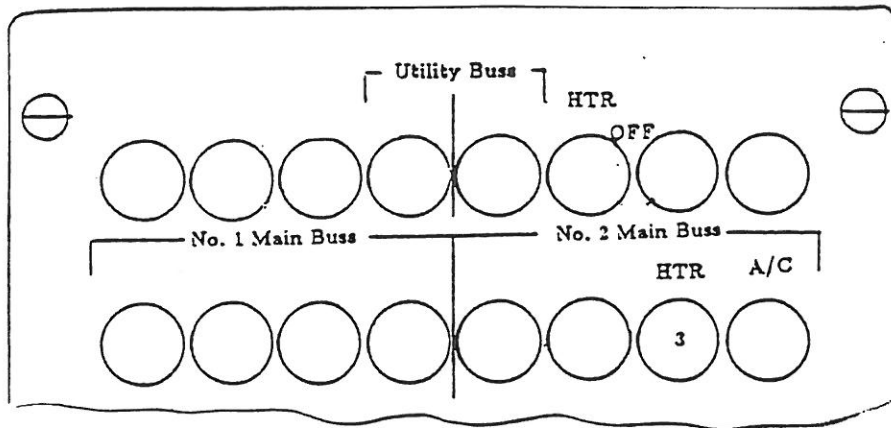 Utility Buss
HTR
OFF
No. 1 Main Buss
No. 2 Main Buss
HTR
A/C
3